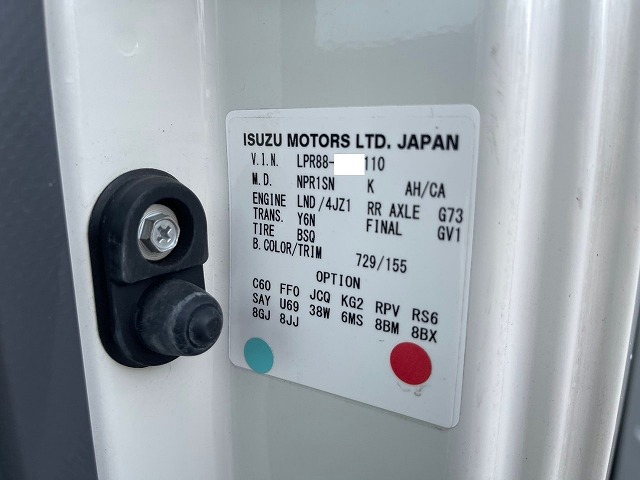 ISUZU MOTORS LTD. JAPAN
V.I.N. LPR88- 110
M.D. NPR1SN K AH/CA
ENGINE LND/4JZ1 RR AXLE G73
TRANS. Y6N FINAL GV1
TIRE BSQ
B.COLOR/TRIM 729/155
OPTION
C60 FF0 JCQ KG2 RPV RS6
SAY U69 38W 6MS 8BM 8BX
8GJ 8JJ